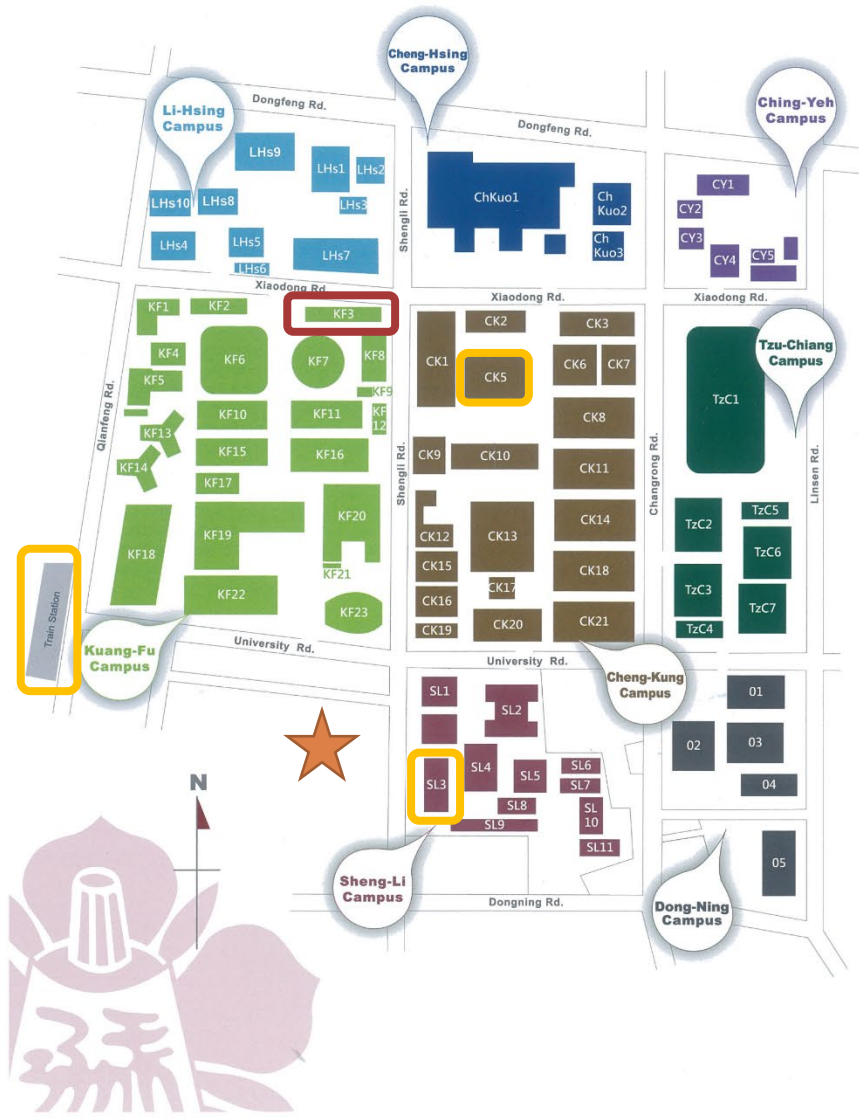 Cheng-Hsing
Campus
Dongfeng Rd.
Li-Hsing
Campus
Dongfeng Rd.
Ching-Yeh
Campus
LHs9
LHs1
LHs2
LHs3
LHs10
LHs8
LHs4
LHs5
LHs6
LHs7
Shengli Rd.
ChKuo1
Ch
Kuo2
Ch
Kuo3
CY1
CY2
CY3
CY4
CY5
Xiaodong Rd.
Xiaodong Rd.
Xiaodong Rd.
KF1
KF2
KF3
KF4
KF5
KF6
KF7
KF8
KF9
KF10
KF11
KF
12
KF13
KF14
KF15
KF16
KF17
KF18
KF19
KF20
KF21
KF22
KF23
Qianfeng Rd.
Shengli Rd.
CK1
CK2
CK3
CK5
CK6
CK7
CK8
CK9
CK10
CK11
CK12
CK13
CK14
CK15
CK16
CK17
CK18
CK19
CK20
CK21
Changrong Rd.
Tzu-Chiang
Campus
TzC1
TzC2
TzC5
TzC6
TzC3
TzC7
TzC4
Linsen Rd.
Train Station
Kuang-Fu
Campus
University Rd.
University Rd.
Cheng-Kung
Campus
SL1
SL2
SL3
SL4
SL5
SL6
SL7
SL8
SL9
SL
10
SL11
01
02
03
04
05
N
Sheng-Li
Campus
Dongning Rd.
Dong-Ning
Campus